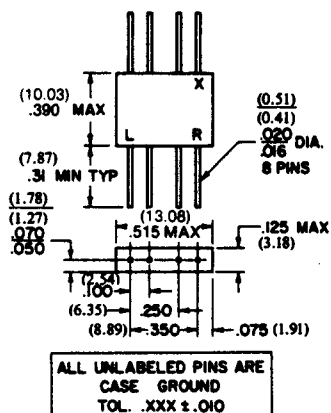 X
(10.03)
.390 MAX
L R
(0.51)
(0.41)
.020
.016 DIA.
8 PINS
(7.87)
.31 MIN TYP
(1.78)
(1.27)
.070
.050
(13.08)
.515 MAX
.125 MAX
(3.18)
(2.54)
.100
(6.35) .250
(8.89) .350 .075 (1.91)
ALL UNLABELED PINS ARE
CASE GROUND
TOL. .XXX ± .010